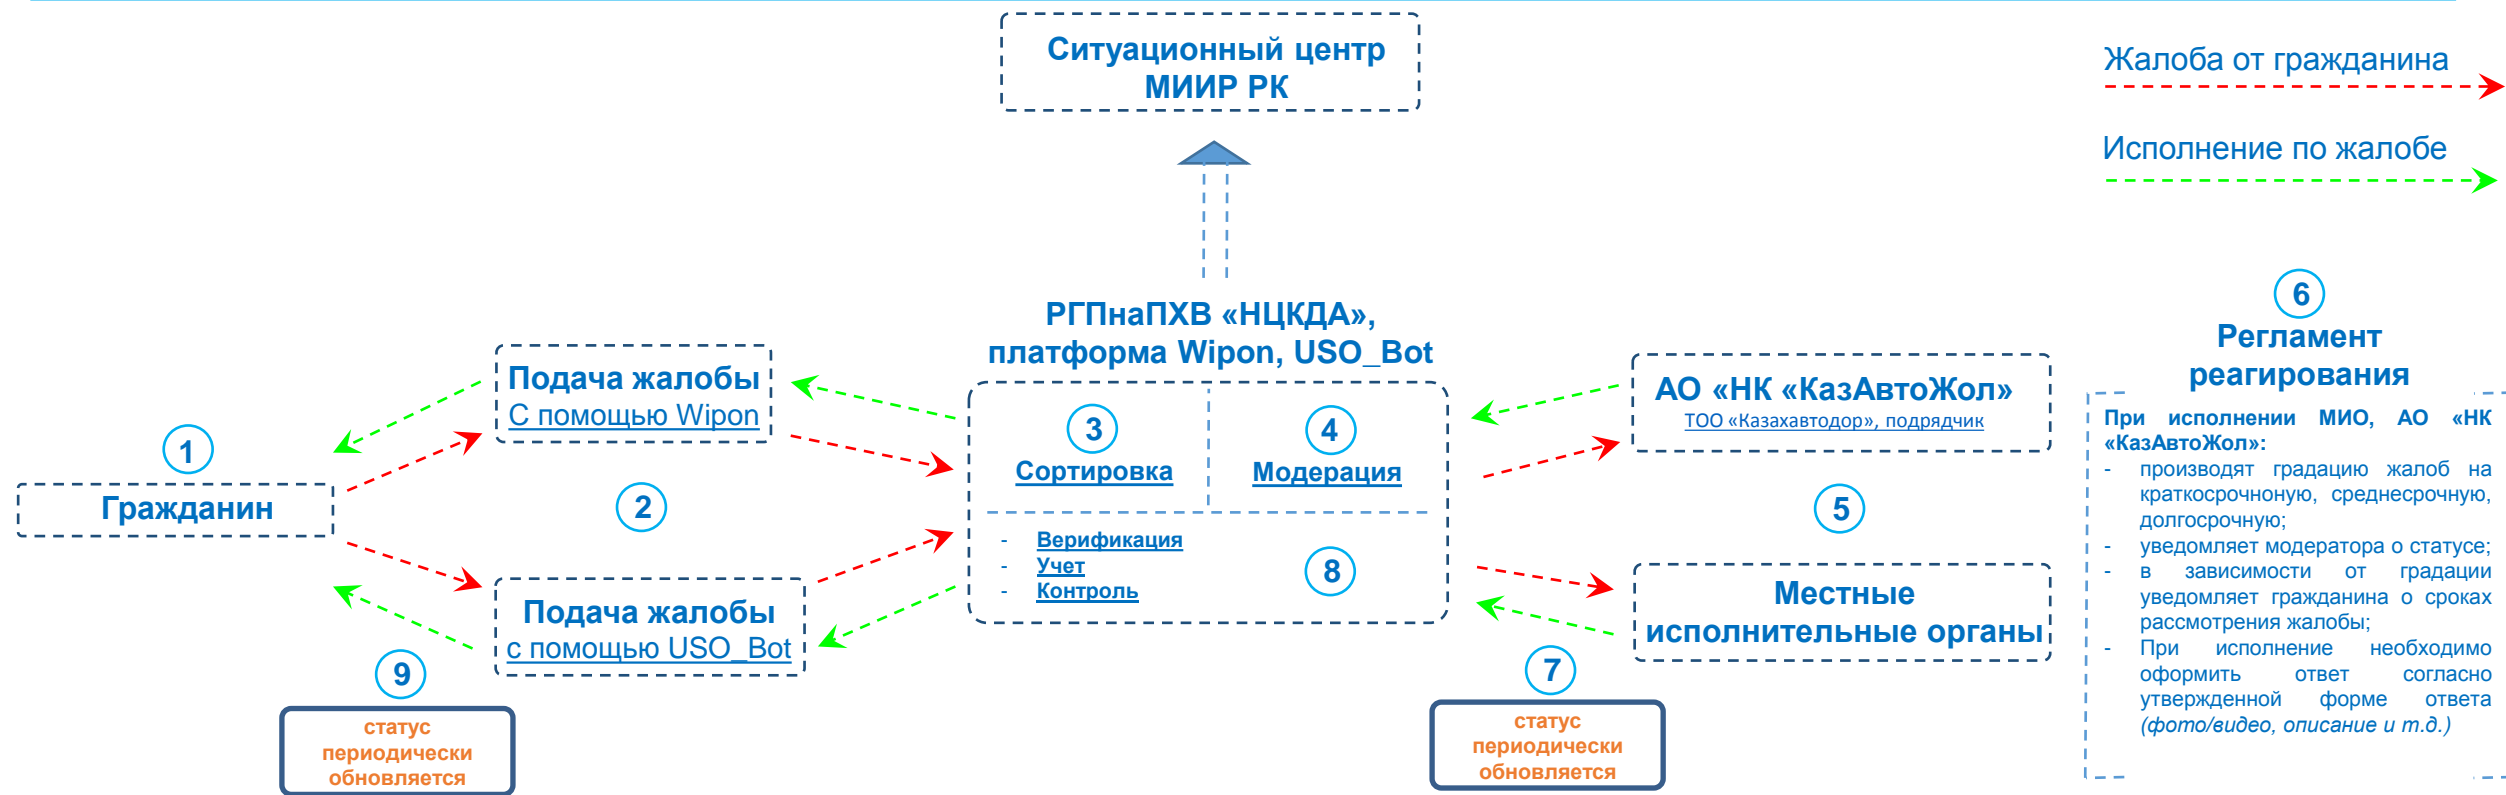 Ситуационный центр
МИИР РК
Жалоба от гражданина
Исполнение по жалобе
РГПнаПХВ «НЦКДА»,
платформа Wipon, USO_Bot
1
Гражданин
Подача жалобы
С помощью Wipon
2
Подача жалобы
с помощью USO_Bot
3
Сортировка
4
Модерация
- Верификация
- Учет
- Контроль
8
АО «НК «КазАвтоЖол»
ТОО «Казахавтодор», подрядчик
5
Местные
исполнительные органы
6
Регламент
реагирования
При исполнении МИО, АО «НК
«КазАвтоЖол»:
- производят градацию жалоб на
краткосрочноную, среднесрочную,
долгосрочную;
- уведомляет модератора о статусе;
- в зависимости от градации
уведомляет гражданина о сроках
рассмотрения жалобы;
- При исполнение необходимо
оформить ответ согласно
утвержденной форме ответа
(фото/видео, описание и т.д.)
7
статус
периодически
обновляется
9
статус
периодически
обновляется